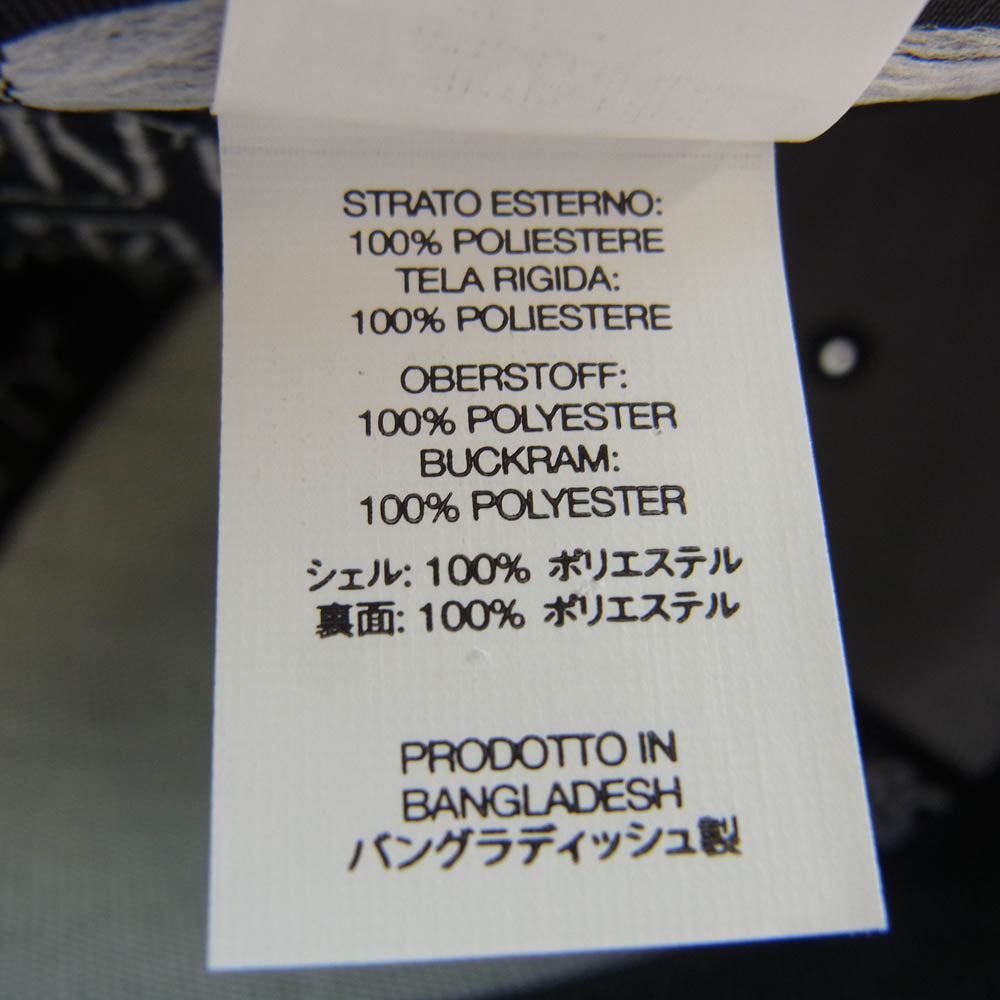 STRATO ESTERNO:
100% POLIESTERE
TELA RIGIDA:
100% POLIESTERE
OBERSTOFF:
100% POLYESTER
BUCKRAM:
100% POLYESTER
シェル: 100% ポリエステル
裏面: 100% ポリエステル
PRODOTTO IN
BANGLADESH
バングラディッシュ製